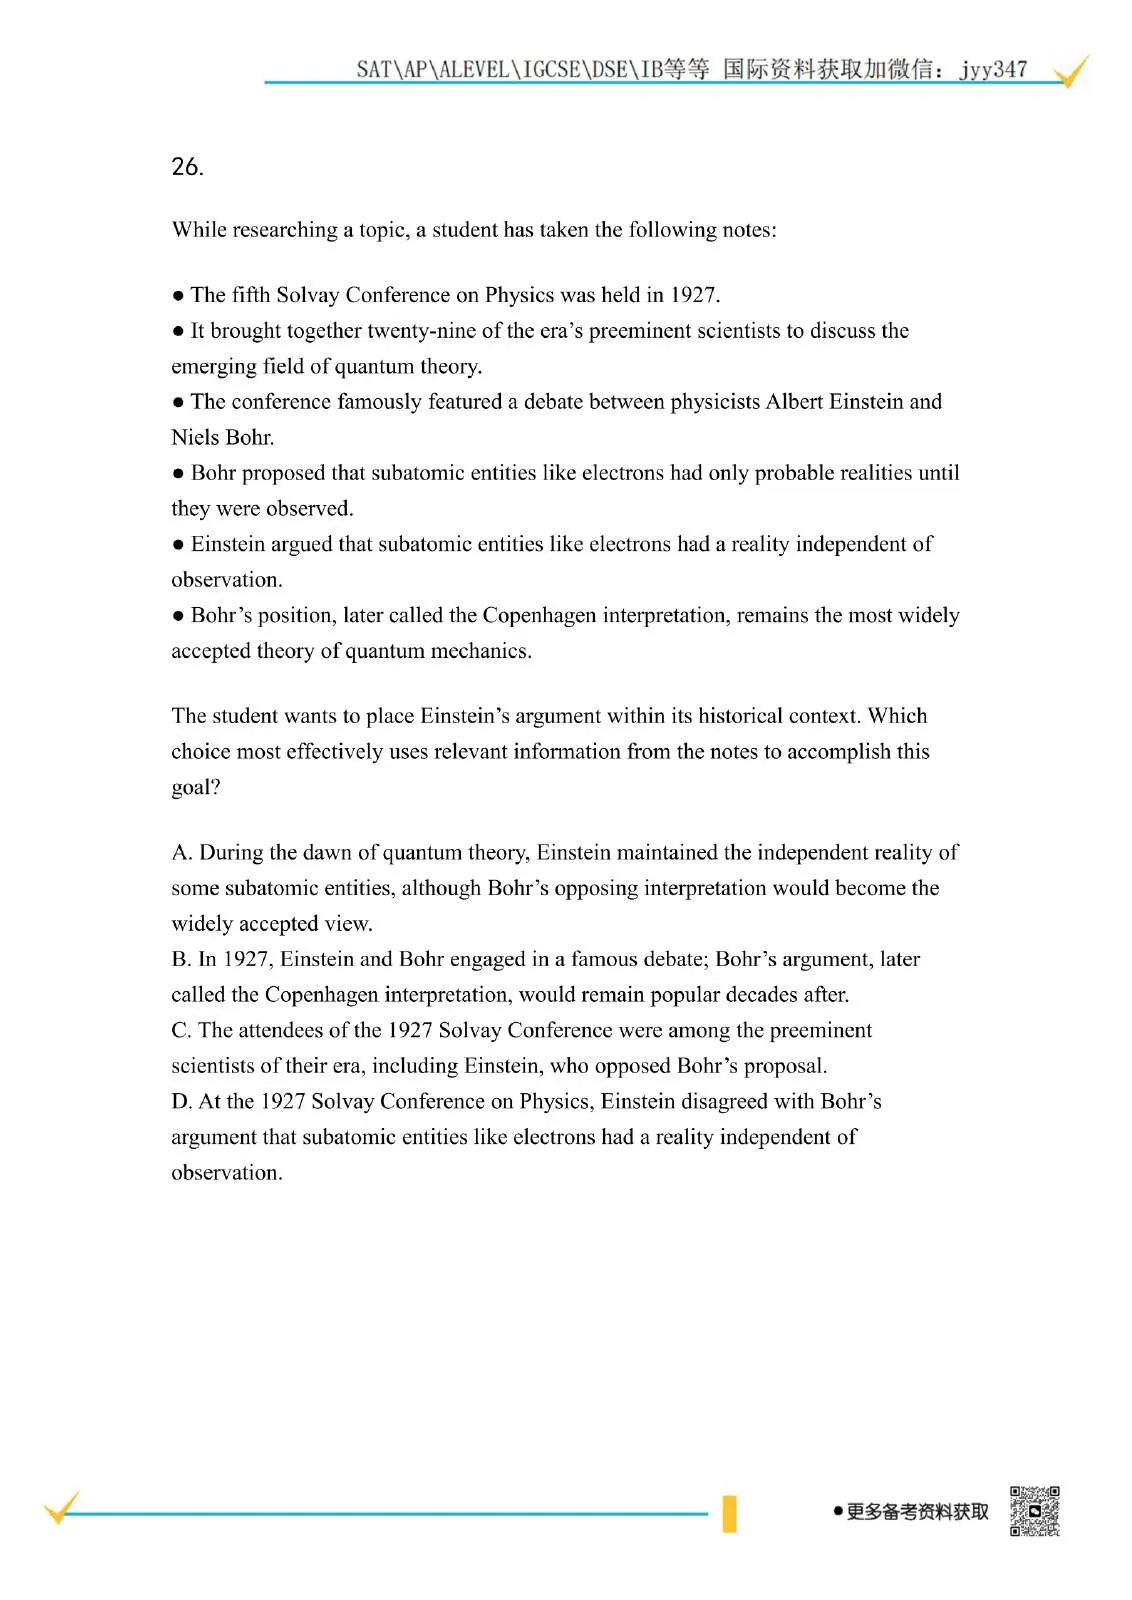 SAT\AP\ALEVEL\IGCSE\DSE\IB等等 国际资料获取加微信：jyy347
26.
While researching a topic, a student has taken the following notes:
● The fifth Solvay Conference on Physics was held in 1927.
● It brought together twenty-nine of the era’s preeminent scientists to discuss the
emerging field of quantum theory.
● The conference famously featured a debate between physicists Albert Einstein and
Niels Bohr.
● Bohr proposed that subatomic entities like electrons had only probable realities until
they were observed.
● Einstein argued that subatomic entities like electrons had a reality independent of
observation.
● Bohr’s position, later called the Copenhagen interpretation, remains the most widely
accepted theory of quantum mechanics.
The student wants to place Einstein’s argument within its historical context. Which
choice most effectively uses relevant information from the notes to accomplish this
goal?
A. During the dawn of quantum theory, Einstein maintained the independent reality of
some subatomic entities, although Bohr’s opposing interpretation would become the
widely accepted view.
B. In 1927, Einstein and Bohr engaged in a famous debate; Bohr’s argument, later
called the Copenhagen interpretation, would remain popular decades after.
C. The attendees of the 1927 Solvay Conference were among the preeminent
scientists of their era, including Einstein, who opposed Bohr’s proposal.
D. At the 1927 Solvay Conference on Physics, Einstein disagreed with Bohr’s
argument that subatomic entities like electrons had a reality independent of
observation.
●更多备考资料获取